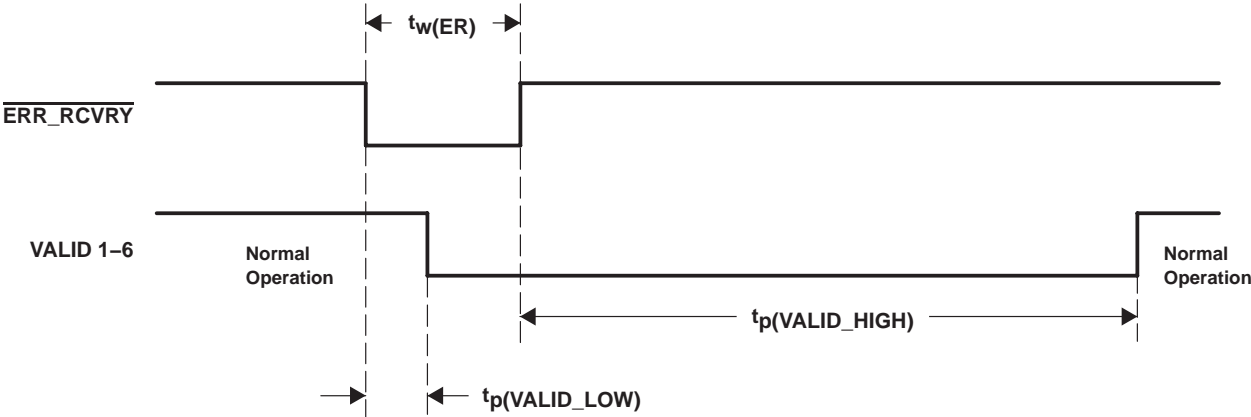 tw(ER)
ERR_RCVRY
VALID 1–6
Normal
Operation
Normal
Operation
tp(VALID_HIGH)
tp(VALID_LOW)